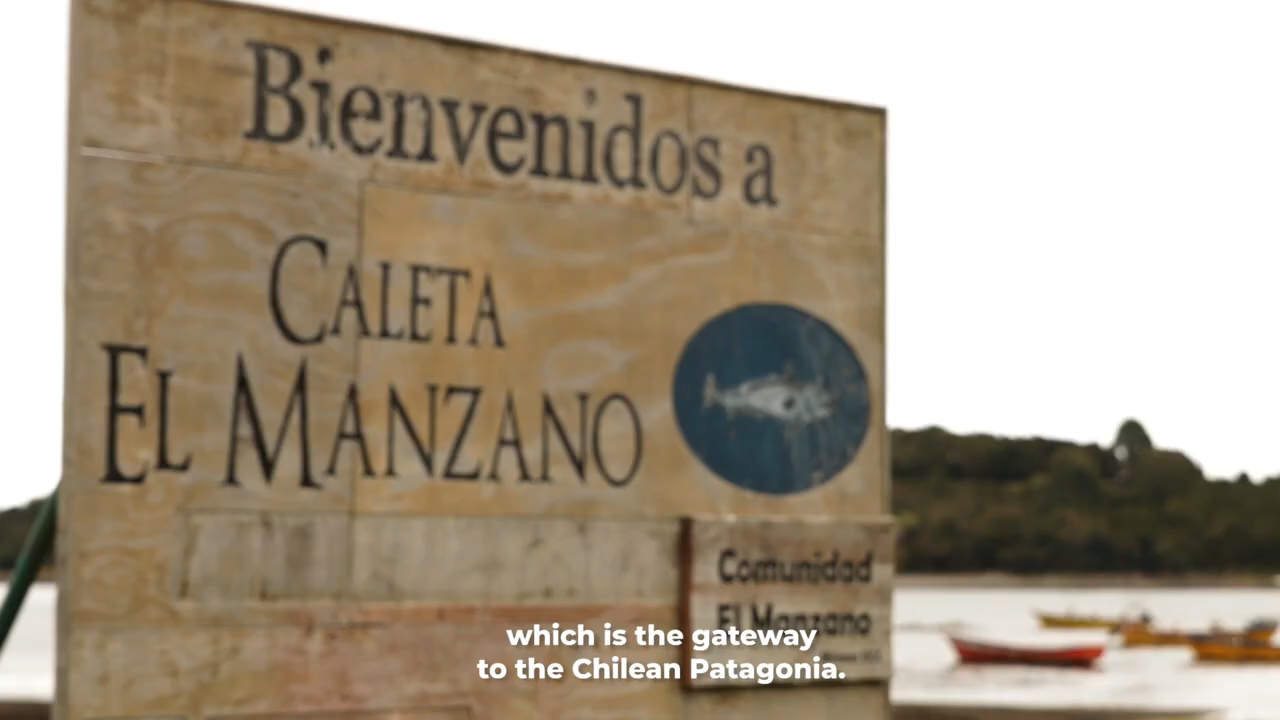 Bienvenidos a
CALETA
EL MANZANO
Comunidad
El Manzano
which is the gateway
to the Chilean Patagonia.